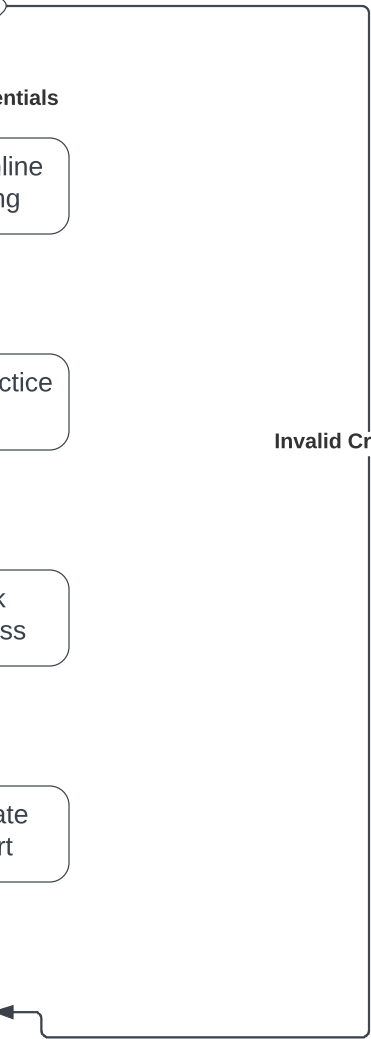 entials
line
ng
ctice
Invalid Cr
k
ss
ate
rt